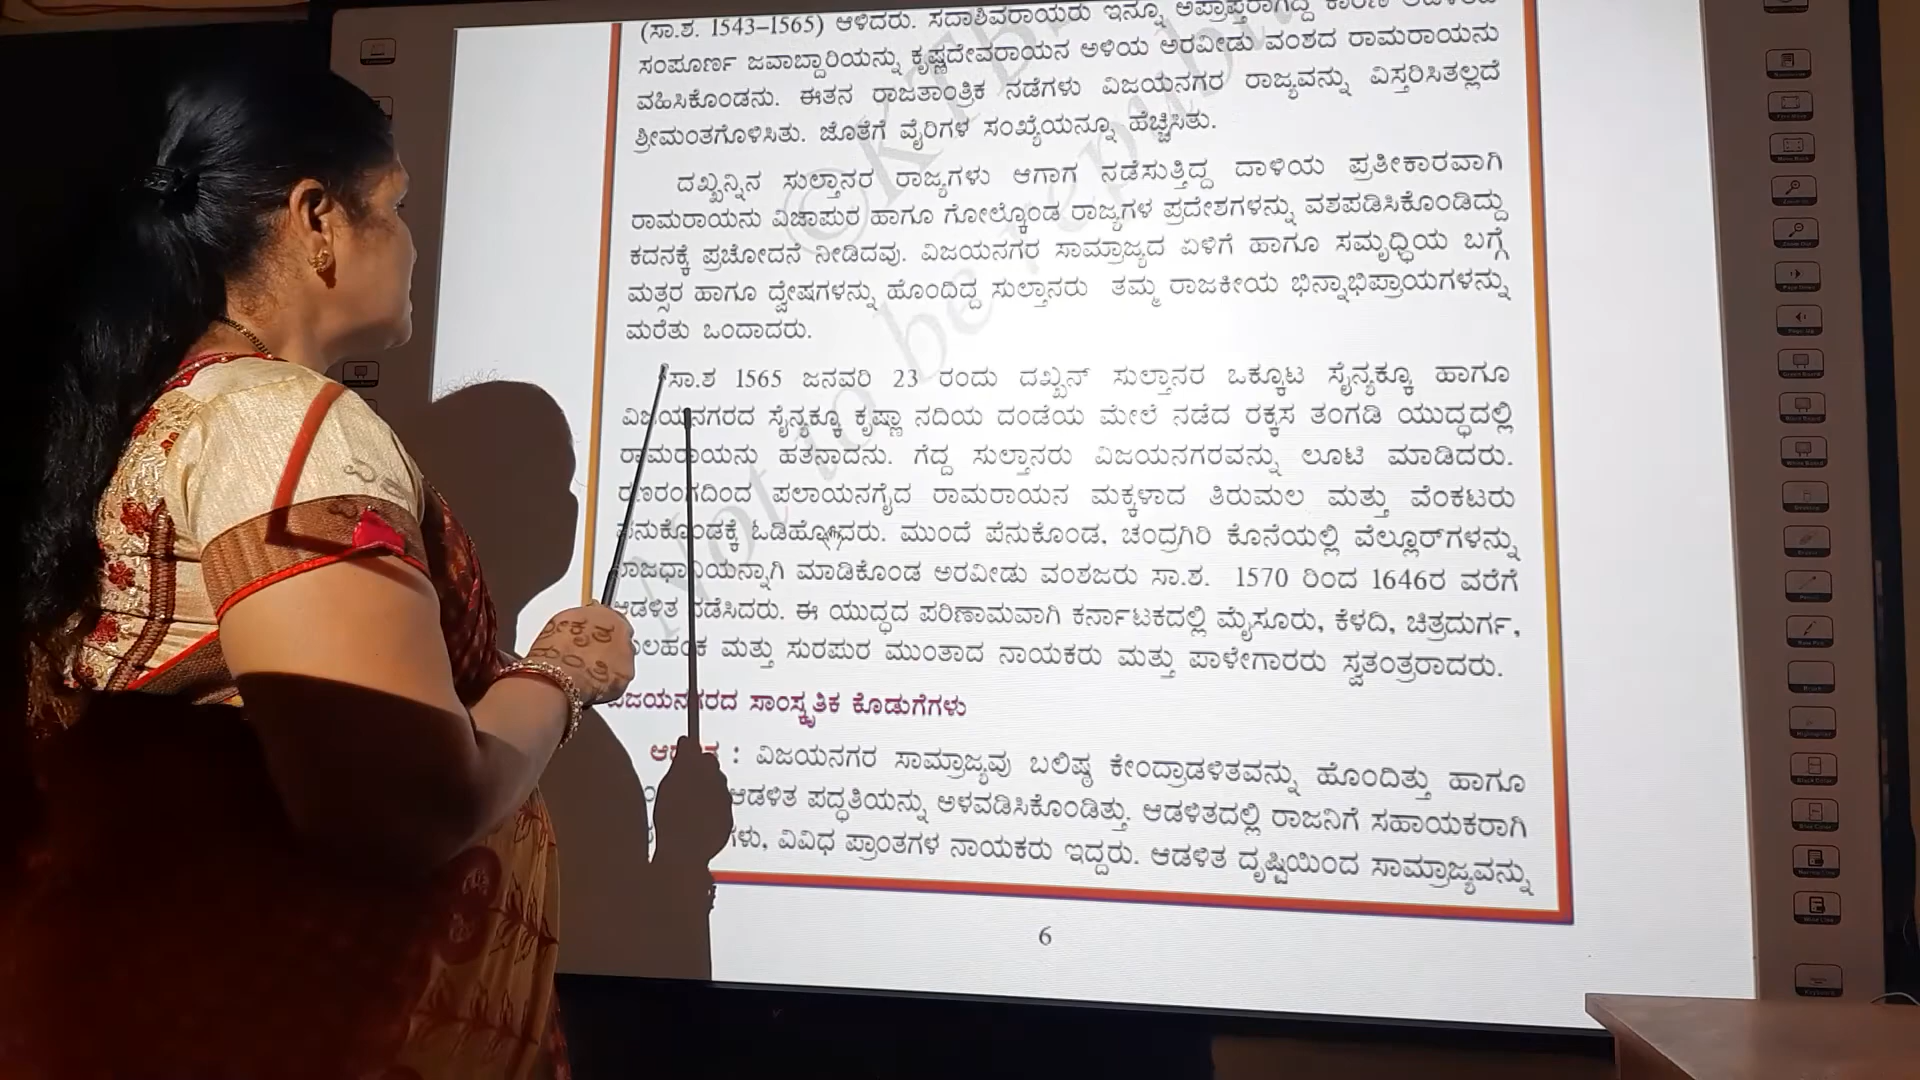 (ಸಾ.ಶ. 1543–1565) ಆಳಿದರು. ಸದಾಶಿವರಾಯರು ಇನ್ನೂ ಅಪ್ರಾಪ್ತರಾಗಿದ್ದ ಕಾರಣ
ಸಂಪೂರ್ಣ ಜವಾಬ್ದಾರಿಯನ್ನು ಕೃಷ್ಣದೇವರಾಯನ ಅಳಿಯ ಅರವೀಡು ವಂಶದ ರಾಮರಾಯನು
ವಹಿಸಿಕೊಂಡನು. ಈತನ ರಾಜತಾಂತ್ರಿಕ ನಡೆಗಳು ವಿಜಯನಗರ ರಾಜ್ಯವನ್ನು ವಿಸ್ತರಿಸಿತಲ್ಲದೆ
ಶ್ರೀಮಂತಗೊಳಿಸಿತು. ಜೊತೆಗೆ ವೈರಿಗಳ ಸಂಖ್ಯೆಯನ್ನೂ ಹೆಚ್ಚಿಸಿತು.
ದಖ್ಖನ್ನಿನ ಸುಲ್ತಾನರ ರಾಜ್ಯಗಳು ಆಗಾಗ ನಡೆಸುತ್ತಿದ್ದ ದಾಳಿಯ ಪ್ರತೀಕಾರವಾಗಿ
ರಾಮರಾಯನು ವಿಜಾಪುರ ಹಾಗೂ ಗೋಲ್ಕೊಂಡ ರಾಜ್ಯಗಳ ಪ್ರದೇಶಗಳನ್ನು ವಶಪಡಿಸಿಕೊಂಡಿದ್ದು
ಕದನಕ್ಕೆ ಪ್ರಚೋದನೆ ನೀಡಿದವು. ವಿಜಯನಗರ ಸಾಮ್ರಾಜ್ಯದ ಏಳಿಗೆ ಹಾಗೂ ಸಮೃದ್ಧಿಯ ಬಗ್ಗೆ
ಮತ್ಸರ ಹಾಗೂ ದ್ವೇಷಗಳನ್ನು ಹೊಂದಿದ್ದ ಸುಲ್ತಾನರು ತಮ್ಮ ರಾಜಕೀಯ ಭಿನ್ನಾಭಿಪ್ರಾಯಗಳನ್ನು
ಮರೆತು ಒಂದಾದರು.
ಸಾ.ಶ 1565 ಜನವರಿ 23 ರಂದು ದಖ್ಖನ್ ಸುಲ್ತಾನರ ಒಕ್ಕೂಟ ಸೈನ್ಯಕ್ಕೂ ಹಾಗೂ
ವಿಜಯನಗರದ ಸೈನ್ಯಕ್ಕೂ ಕೃಷ್ಣಾ ನದಿಯ ದಂಡೆಯ ಮೇಲೆ ನಡೆದ ರಕ್ಕಸ ತಂಗಡಿ ಯುದ್ಧದಲ್ಲಿ
ರಾಮರಾಯನು ಹತನಾದನು. ಗೆದ್ದ ಸುಲ್ತಾನರು ವಿಜಯನಗರವನ್ನು ಲೂಟಿ ಮಾಡಿದರು.
ರಣರಂಗದಿಂದ ಪಲಾಯನಗೈದ ರಾಮರಾಯನ ಮಕ್ಕಳಾದ ತಿರುಮಲ ಮತ್ತು ವೆಂಕಟರು
ಪೆನುಕೊಂಡಕ್ಕೆ ಓಡಿಹೋದರು. ಮುಂದೆ ಪೆನುಕೊಂಡ, ಚಂದ್ರಗಿರಿ ಕೊನೆಯಲ್ಲಿ ವೆಲ್ಲೂರ್‌ಗಳನ್ನು
ರಾಜಧಾನಿಯನ್ನಾಗಿ ಮಾಡಿಕೊಂಡ ಅರವೀಡು ವಂಶಜರು ಸಾ.ಶ. 1570 ರಿಂದ 1646ರ ವರೆಗೆ
ಆಡಳಿತ ನಡೆಸಿದರು. ಈ ಯುದ್ಧದ ಪರಿಣಾಮವಾಗಿ ಕರ್ನಾಟಕದಲ್ಲಿ ಮೈಸೂರು, ಕೆಳದಿ, ಚಿತ್ರದುರ್ಗ,
ಯಲಹಂಕ ಮತ್ತು ಸುರಪುರ ಮುಂತಾದ ನಾಯಕರು ಮತ್ತು ಪಾಳೇಗಾರರು ಸ್ವತಂತ್ರರಾದರು.
ವಿಜಯನಗರದ ಸಾಂಸ್ಕೃತಿಕ ಕೊಡುಗೆಗಳು
ಆಡಳಿತ : ವಿಜಯನಗರ ಸಾಮ್ರಾಜ್ಯವು ಬಲಿಷ್ಠ ಕೇಂದ್ರಾಡಳಿತವನ್ನು ಹೊಂದಿತ್ತು ಹಾಗೂ
ಆಡಳಿತ ಪದ್ಧತಿಯನ್ನು ಅಳವಡಿಸಿಕೊಂಡಿತ್ತು. ಆಡಳಿತದಲ್ಲಿ ರಾಜನಿಗೆ ಸಹಾಯಕರಾಗಿ
ವಿವಿಧ ಪ್ರಾಂತಗಳ ನಾಯಕರು ಇದ್ದರು. ಆಡಳಿತ ದೃಷ್ಟಿಯಿಂದ ಸಾಮ್ರಾಜ್ಯವನ್ನು
6